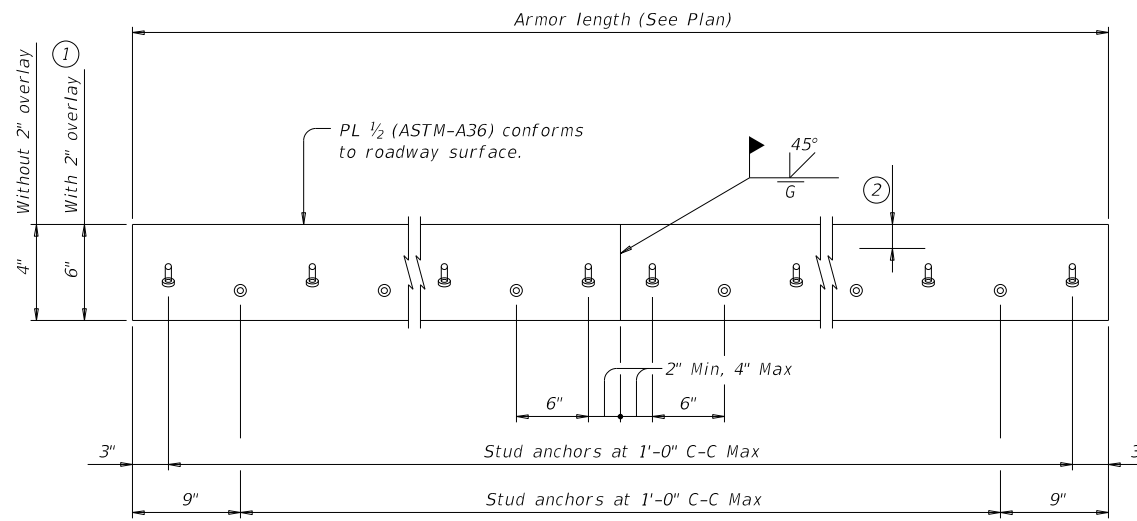 Armor length (See Plan)
1
Without 2" overlay
With 2" overlay
PL ½ (ASTM-A36) conforms
to roadway surface.
45°
G
2
4"
6"
2" Min, 4" Max
6"
6"
3"
Stud anchors at 1'-0" C-C Max
3
9"
Stud anchors at 1'-0" C-C Max
9"